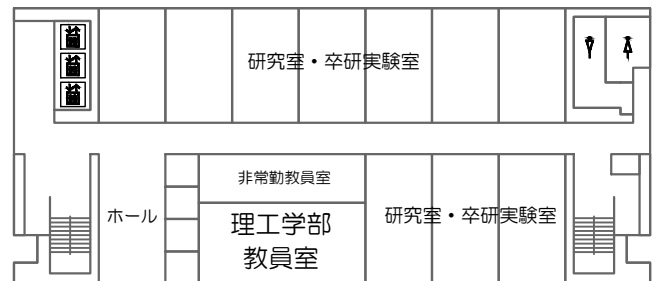 研究室・卒研実験室
非常勤教員室
ホール
理工学部
教員室
研究室・卒研実験室